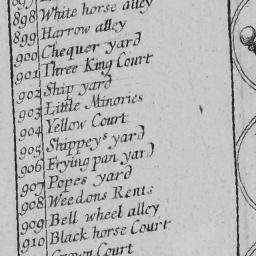 898 White horse alley
899 Harrow alley
900 Chequer yard
901 Three King Court
902 Ship yard
903 Little Minories
904 Yellow Court
905 Shippeys yard
906 Frying pan yard
907 Popes yard
908 Weedons Rents
909 Bell wheel alley
910 Black horse Court
Crown Court